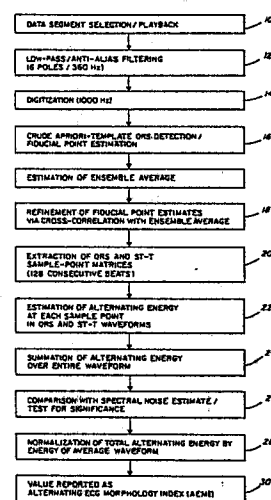 DATA SEGMENT SELECTION/PLAYBACK
10
LOW-PASS/ANTI-ALIAS FILTERING
(6 POLES / 360 Hz)
12
DIGITIZATION (1000 Hz)
14
CRUDE APRIORI-TEMPLATE QRS-DETECTION/
FIDUCIAL POINT ESTIMATION
16
ESTIMATION OF ENSEMBLE AVERAGE
REFINEMENT OF FIDUCIAL POINT ESTIMATES
VIA CROSS-CORRELATION WITH ENSEMBLE AVERAGE
18
EXTRACTION OF QRS AND ST-T
SAMPLE-POINT MATRICES
(128 CONSECUTIVE BEATS)
20
ESTIMATION OF ALTERNATING ENERGY
AT EACH SAMPLE POINT
IN QRS AND ST-T WAVEFORMS
22
SUMMATION OF ALTERNATING ENERGY
OVER ENTIRE WAVEFORM
COMPARISON WITH SPECTRAL NOISE ESTIMATE /
TEST FOR SIGNIFICANCE
NORMALIZATION OF TOTAL ALTERNATING ENERGY BY
ENERGY OF AVERAGE WAVEFORM
VALUE REPORTED AS
ALTERNATING ECG MORPHOLOGY INDEX (AEMI)
30